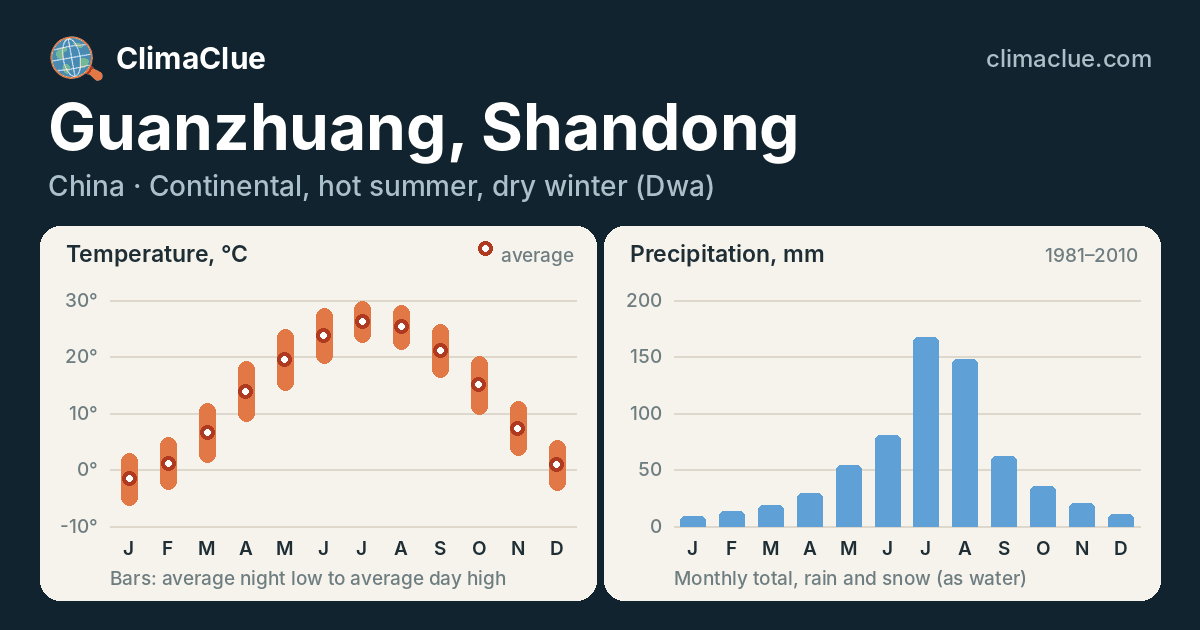 ClimaClue
climaclue.com
Guanzhuang, Shandong
China · Continental, hot summer, dry winter (Dwa)
Temperature, °C
average
30°
20°
10°
0°
-10°
J F M A M J J A S O N D
Bars: average night low to average day high
Precipitation, mm
1981–2010
200
150
100
50
0
J F M A M J J A S O N D
Monthly total, rain and snow (as water)